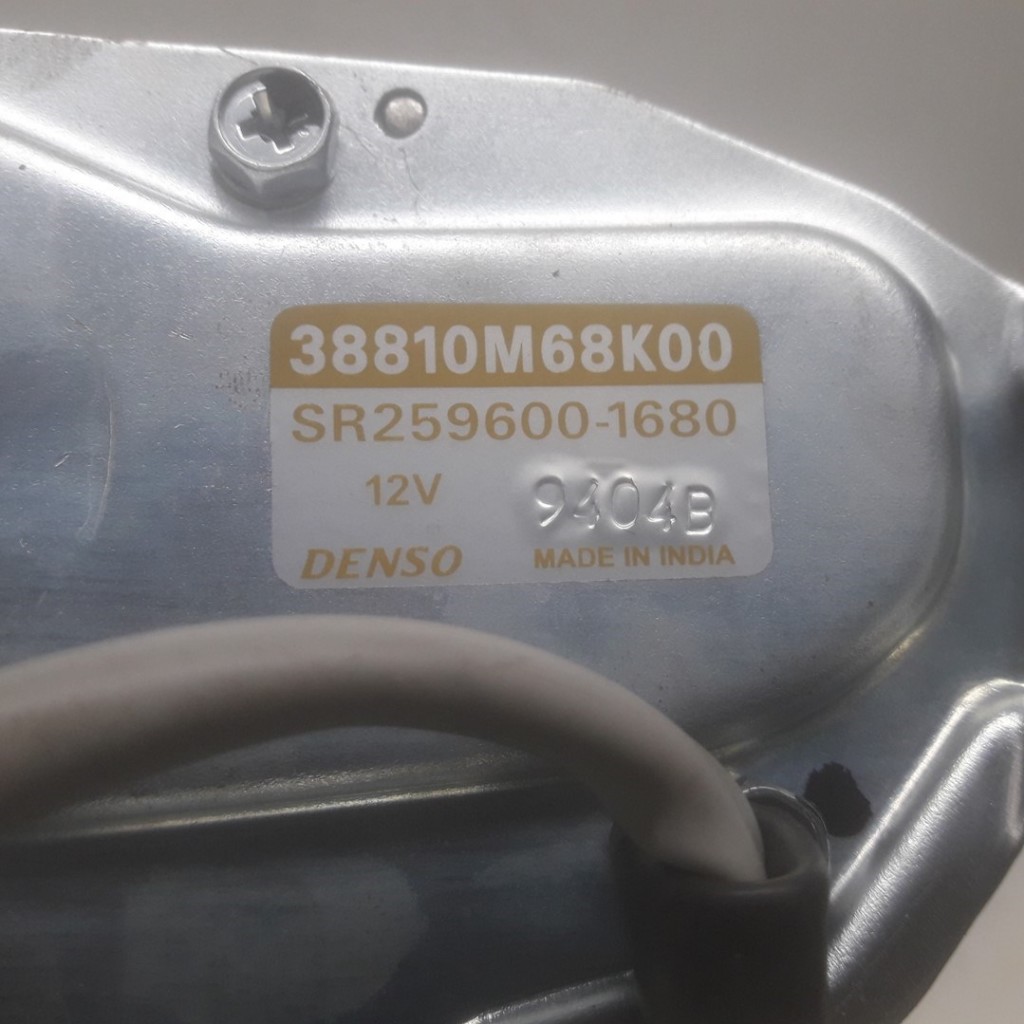 38810M68K00
SR259600-1680
12V 9404B
DENSO MADE IN INDIA